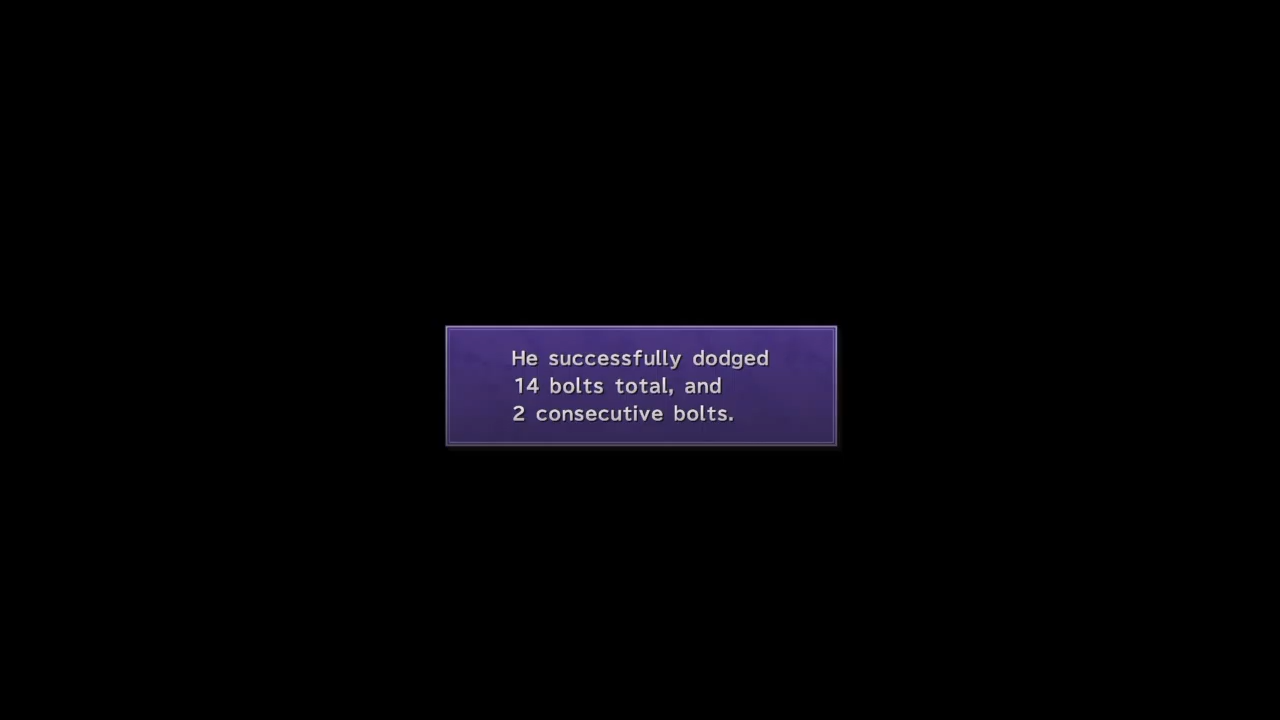 He successfully dodged
14 bolts total, and
2 consecutive bolts.